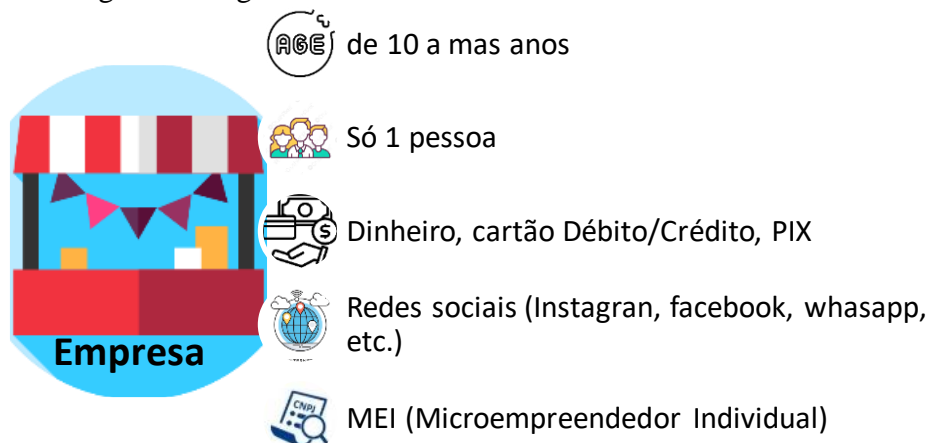 AGE
de 10 a mas anos
Só 1 pessoa
Dinheiro, cartão Débito/Crédito, PIX
Redes sociais (Instagran, facebook, whasapp,
etc.)
Empresa
CNPJ
MEI (Microempreendedor Individual)